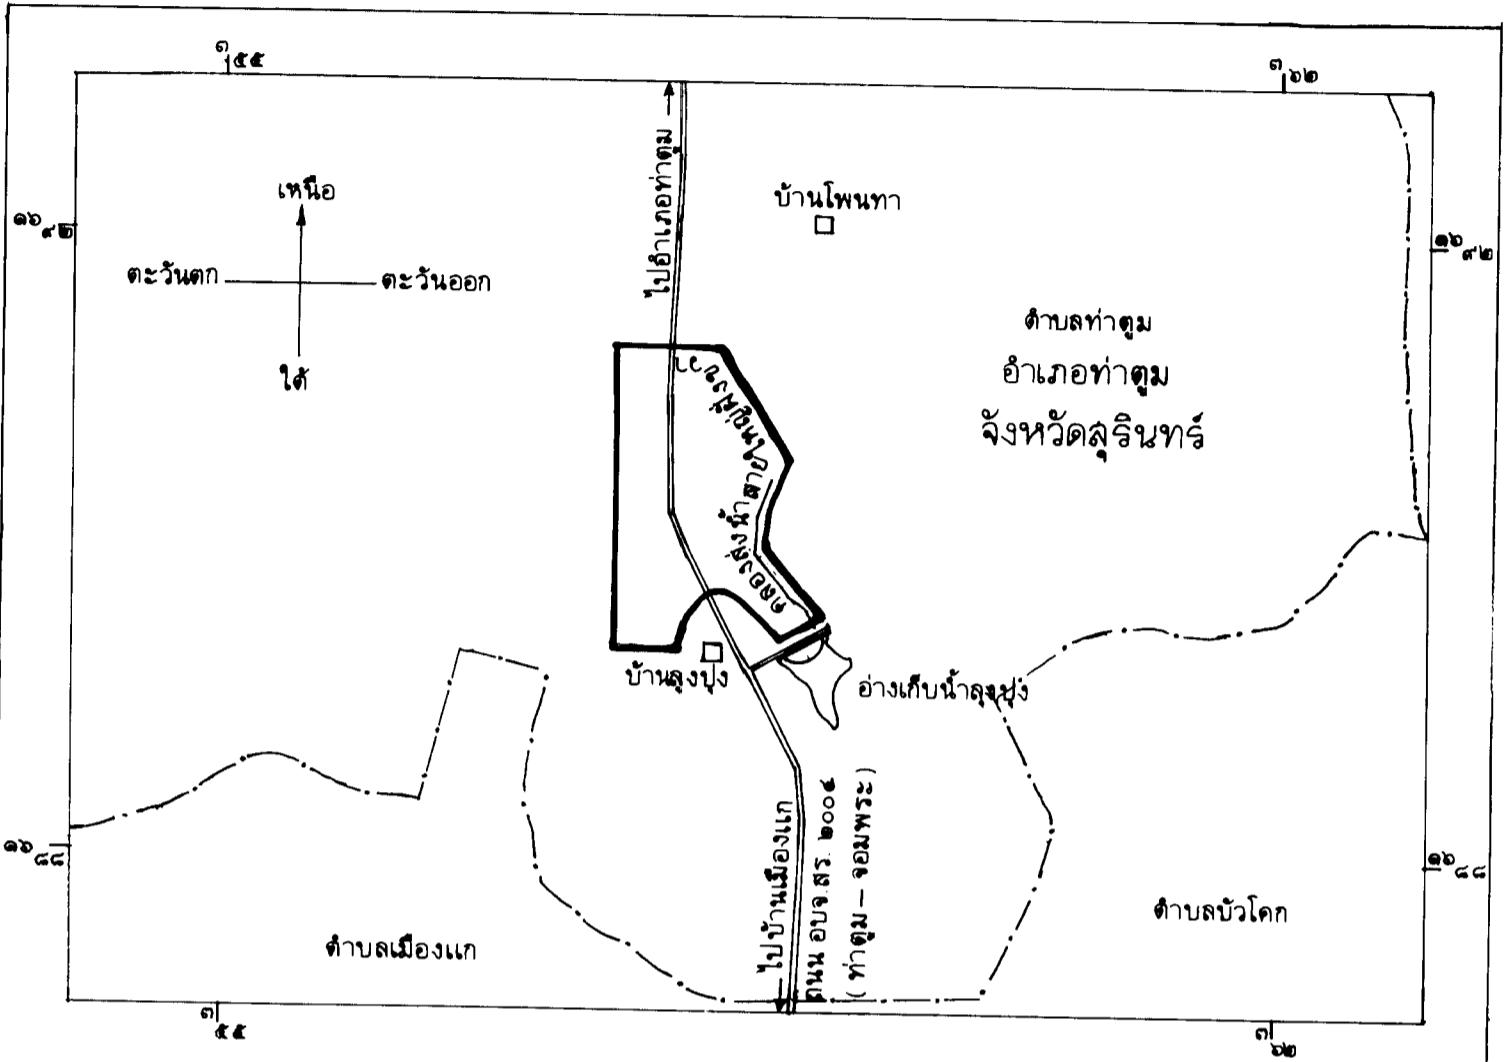 ๓๕๕
๓๖๒
เหนือ
ตะวันตก
ตะวันออก
ใต้
๑๖๙๒
๑๖๙๒
ไปอำเภอท่าตูม
บ้านโพนทา
ตำบลท่าตูม
อำเภอท่าตูม
จังหวัดสุรินทร์
คลองส่งน้ำสายใหญ่ฝั่งขวา
บ้านลุงปุง
อ่างเก็บน้ำลุงปุง
๑๖๘๘
๑๖๘๘
ไปบ้านเมืองแก
ถนน อบจ.สร. ๒๐๐๔
(ท่าตูม – จอมพระ)
ตำบลเมืองแก
ตำบลบัวโคก
๓๕๕
๓๖๒